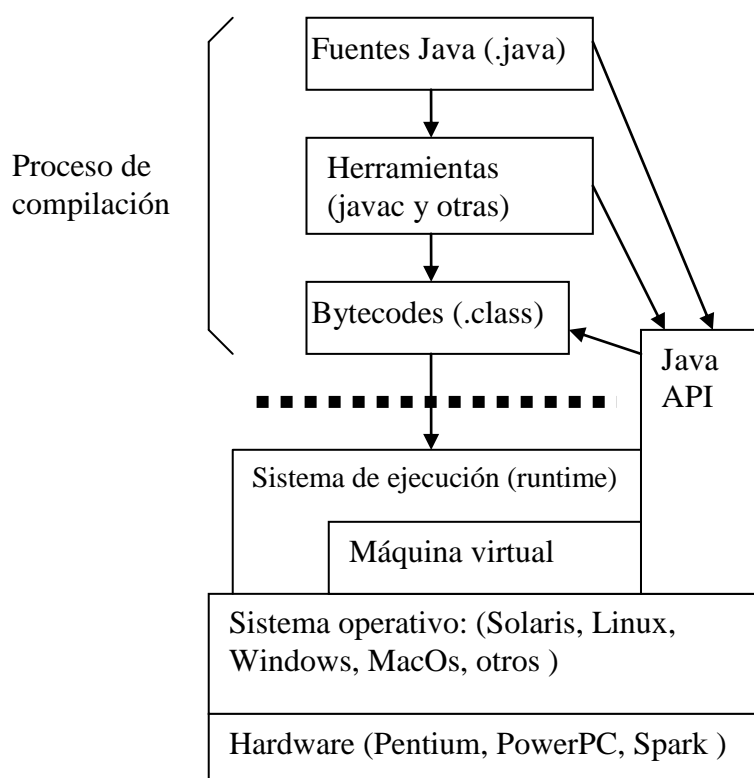 Fuentes Java (.java)
Proceso de
compilación
Herramientas
(javac y otras)
Bytecodes (.class)
Java
API
Sistema de ejecución (runtime)
Máquina virtual
Sistema operativo: (Solaris, Linux,
Windows, MacOs, otros )
Hardware (Pentium, PowerPC, Spark )